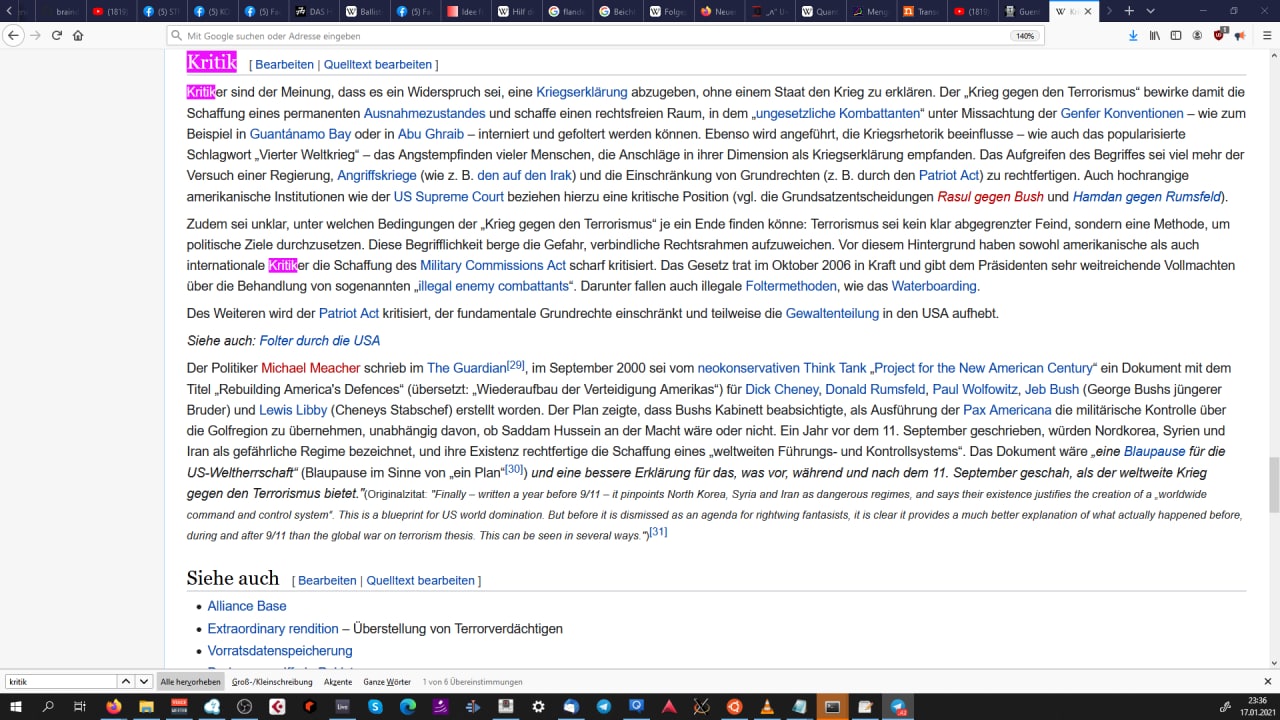 braind
(1819)
(5) ST
(5) KO
(5) Fa
DAS H
Ballist
(5) Fa
Idee f
Hilf d
flande
Beicht
Folge
Neues
Quant
Menge
Transe
(1819)
Guerri
Kri
Mit Google suchen oder Adresse eingeben
140%
Kritik [ Bearbeiten | Quelltext bearbeiten ]
Kritiker sind der Meinung, dass es ein Widerspruch sei, eine Kriegserklärung abzugeben, ohne einem Staat den Krieg zu erklären. Der „Krieg gegen den Terrorismus“ bewirke damit die
Schaffung eines permanenten Ausnahmezustandes und schaffe einen rechtsfreien Raum, in dem „ungesetzliche Kombattanten“ unter Missachtung der Genfer Konventionen – wie zum
Beispiel in Guantánamo Bay oder in Abu Ghraib – interniert und gefoltert werden können. Ebenso wird angeführt, die Kriegsrhetorik beeinflusse – wie auch das popularisierte
Schlagwort „Vierter Weltkrieg“ – das Angstempfinden vieler Menschen, die Anschläge in ihrer Dimension als Kriegserklärung empfanden. Das Aufgreifen des Begriffes sei viel mehr der
Versuch einer Regierung, Angriffskriege (wie z. B. den auf den Irak) und die Einschränkung von Grundrechten (z. B. durch den Patriot Act) zu rechtfertigen. Auch hochrangige
amerikanische Institutionen wie der US Supreme Court beziehen hierzu eine kritische Position (vgl. die Grundsatzentscheidungen Rasul gegen Bush und Hamdan gegen Rumsfeld).
Zudem sei unklar, unter welchen Bedingungen der „Krieg gegen den Terrorismus“ je ein Ende finden könne: Terrorismus sei kein klar abgegrenzter Feind, sondern eine Methode, um
politische Ziele durchzusetzen. Diese Begrifflichkeit berge die Gefahr, verbindliche Rechtsrahmen aufzuweichen. Vor diesem Hintergrund haben sowohl amerikanische als auch
internationale Kritiker die Schaffung des Military Commissions Act scharf kritisiert. Das Gesetz trat im Oktober 2006 in Kraft und gibt dem Präsidenten sehr weitreichende Vollmachten
über die Behandlung von sogenannten „illegal enemy combattants“. Darunter fallen auch illegale Foltermethoden, wie das Waterboarding.
Des Weiteren wird der Patriot Act kritisiert, der fundamentale Grundrechte einschränkt und teilweise die Gewaltenteilung in den USA aufhebt.
Siehe auch: Folter durch die USA
Der Politiker Michael Meacher schrieb im The Guardian[29], im September 2000 sei vom neokonservativen Think Tank „Project for the New American Century“ ein Dokument mit dem
Titel „Rebuilding America's Defences“ (übersetzt: „Wiederaufbau der Verteidigung Amerikas“) für Dick Cheney, Donald Rumsfeld, Paul Wolfowitz, Jeb Bush (George Bushs jüngerer
Bruder) und Lewis Libby (Cheneys Stabschef) erstellt worden. Der Plan zeigte, dass Bushs Kabinett beabsichtigte, als Ausführung der Pax Americana die militärische Kontrolle über
die Golfregion zu übernehmen, unabhängig davon, ob Saddam Hussein an der Macht wäre oder nicht. Ein Jahr vor dem 11. September geschrieben, würden Nordkorea, Syrien und
Iran als gefährliche Regime bezeichnet, und ihre Existenz rechtfertige die Schaffung eines „weltweiten Führungs- und Kontrollsystems“. Das Dokument wäre „eine Blaupause für die
US-Weltherrschaft“ (Blaupause im Sinne von „ein Plan“[30]) und eine bessere Erklärung für das, was vor, während und nach dem 11. September geschah, als der weltweite Krieg
gegen den Terrorismus bietet.“(Originalzitat: "Finally – written a year before 9/11 – it pinpoints North Korea, Syria and Iran as dangerous regimes, and says their existence justifies the creation of a „worldwide
command and control system“. This is a blueprint for US world domination. But before it is dismissed as an agenda for rightwing fantasists, it is clear it provides a much better explanation of what actually happened before,
during and after 9/11 than the global war on terrorism thesis. This can be seen in several ways.")[31]
Siehe auch [ Bearbeiten | Quelltext bearbeiten ]
• Alliance Base
• Extraordinary rendition – Überstellung von Terrorverdächtigen
• Vorratsdatenspeicherung
kritik
Alle hervorheben
Groß-/Kleinschreibung
Akzente
Ganze Wörter
1 von 6 Übereinstimmungen
Live
23:36
17.01.2021